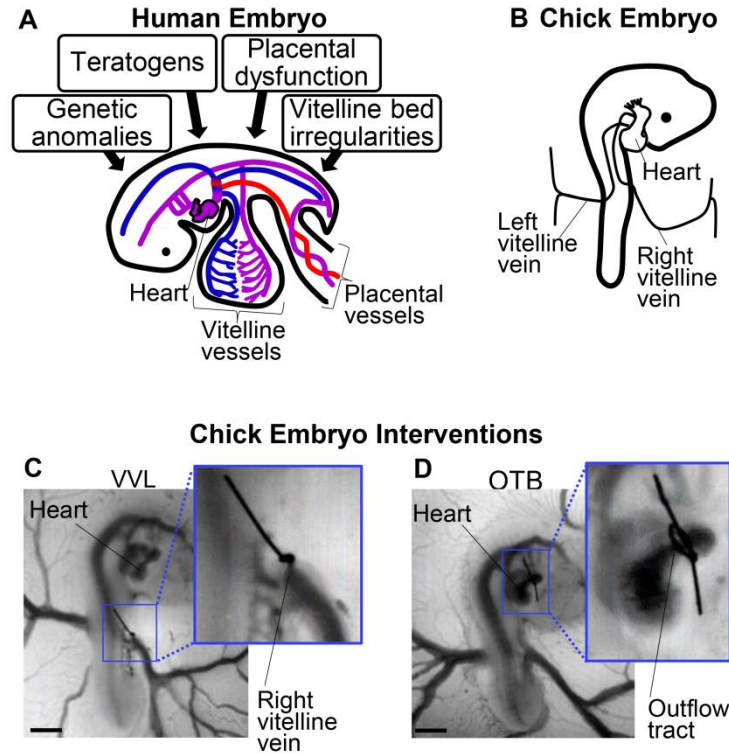 A
Human Embryo
Teratogens
Placental
dysfunction
Genetic
anomalies
Vitelline bed
irregularities
Heart
Vitelline
vessels
Placental
vessels
B Chick Embryo
Heart
Left
vitelline
vein
Right
vitelline
vein
Chick Embryo Interventions
C
VVL
Heart
Right
vitelline
vein
D
OTB
Heart
Outflow
tract